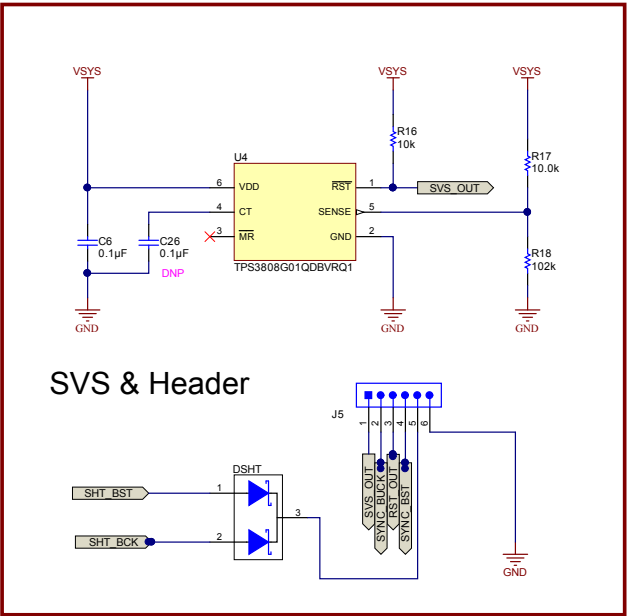 VSYS
VSYS
VSYS
R16
10k
R17
10.0k
U4
6 VDD
RST 1
SVS_OUT
4 CT
SENSE 5
3 MR
GND 2
TPS3808G01QDBVRQ1
C6
0.1µF
C26
0.1µF
DNP
R18
102k
GND
GND
GND
SVS & Header
J5
1
2
3
4
5
6
SVS_OUT
SYNC_BUCK
RST_OUT
SYNC_BST
DSHT
SHT_BST
1
3
SHT_BCK
2
GND